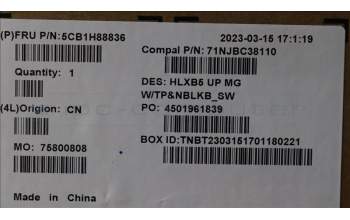 (P)FRU P/N:5CB1H88836
2023-03-15 17:1:19
Compal P/N: 71NJBC38110
Quantity: 1
DES: HLXB5 UP MG
W/TP&NBLKB_SW
(4L)Origion: CN
PO: 4501961839
MO: 75800808
BOX ID:TNBT2303151701180221
Made in China